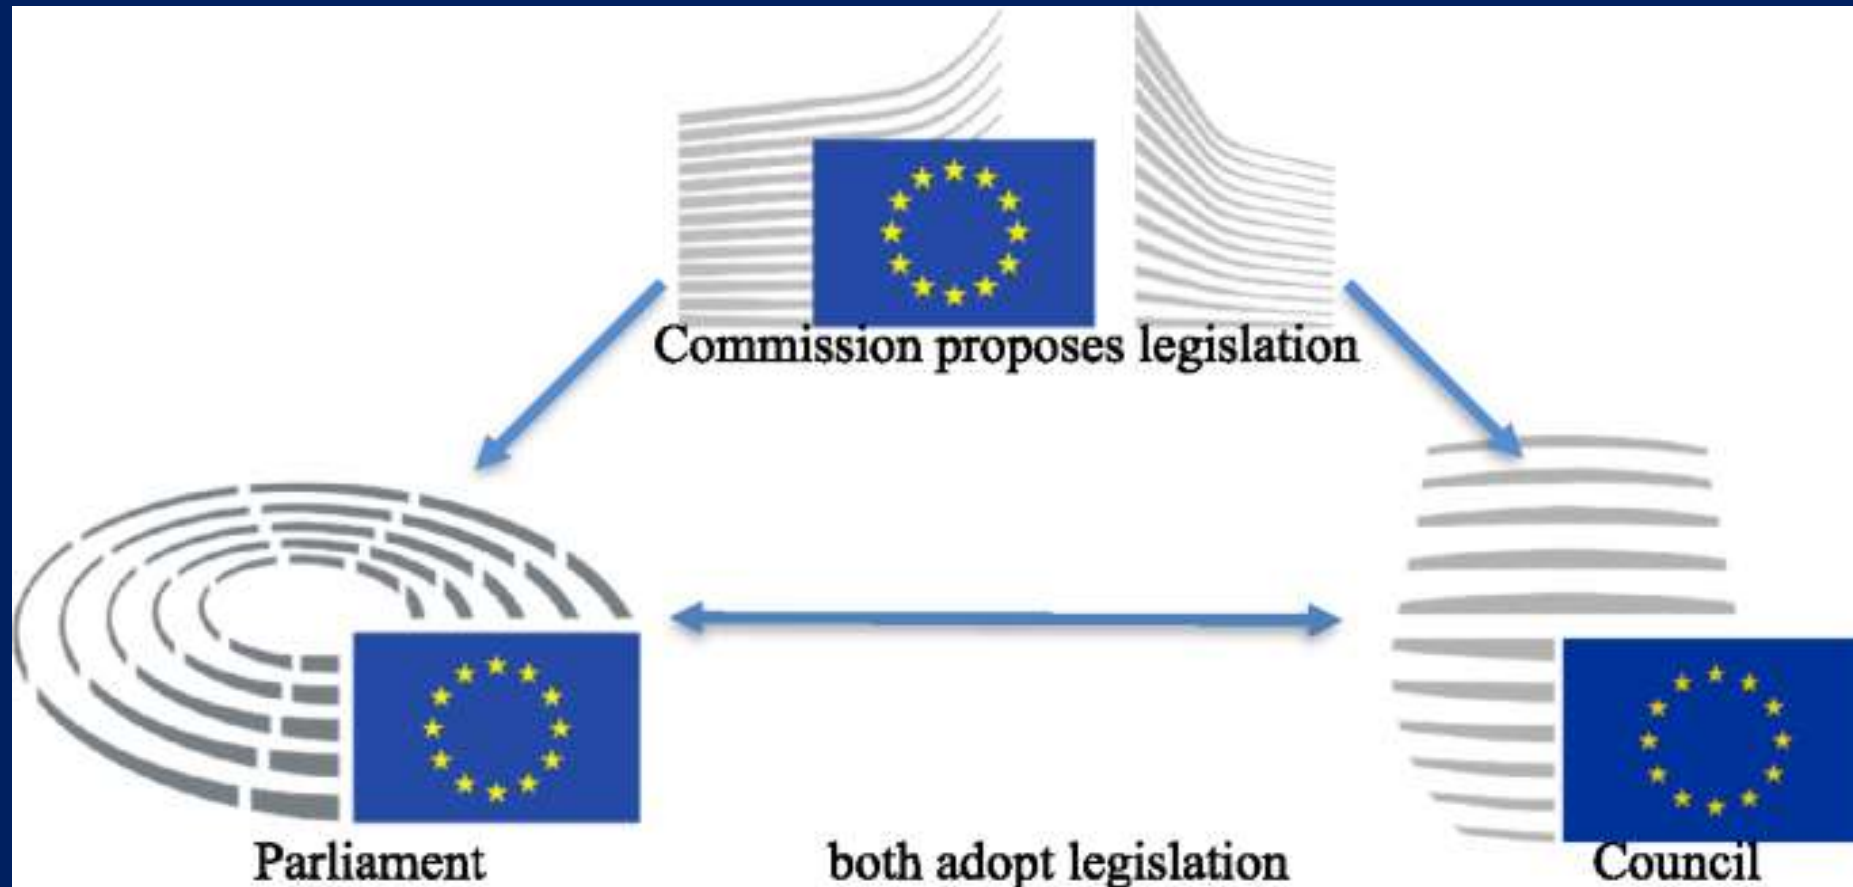 Commission proposes legislation
Parliament
both adopt legislation
Council